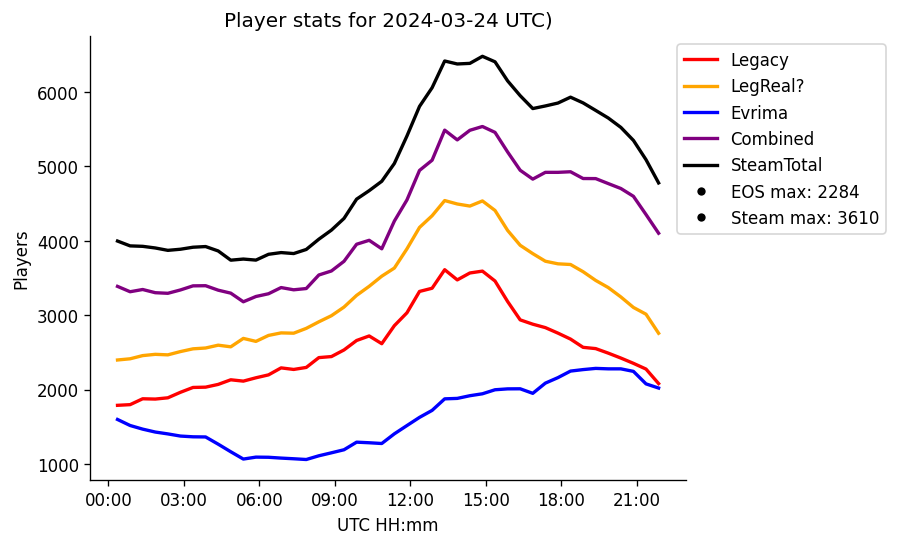 Player stats for 2024-03-24 UTC)
Legacy
LegReal?
Evrima
Combined
SteamTotal
EOS max: 2284
Steam max: 3610
Players
6000
5000
4000
3000
2000
1000
00:00 03:00 06:00 09:00 12:00 15:00 18:00 21:00
UTC HH:mm